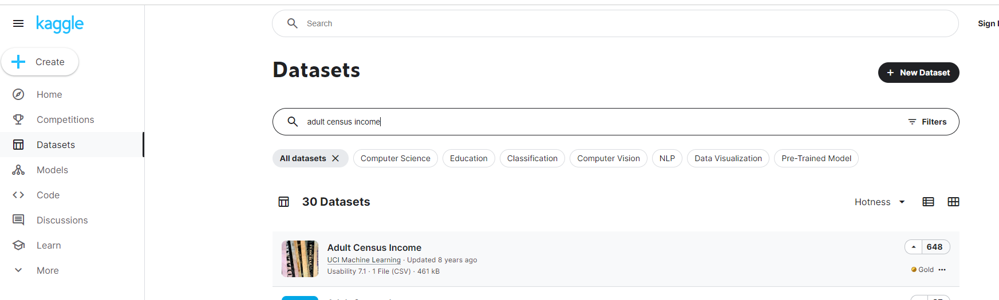 kaggle
Search
Sign
Create
Home
Competitions
Datasets
Models
Code
Discussions
Learn
More
Datasets
New Dataset
adult census income
Filters
All datasets
Computer Science
Education
Classification
Computer Vision
NLP
Data Visualization
Pre-Trained Model
30 Datasets
Hotness
Adult Census Income
648
UCI Machine Learning · Updated 8 years ago
Usability 7.1 · 1 File (CSV) · 461 kB
Gold